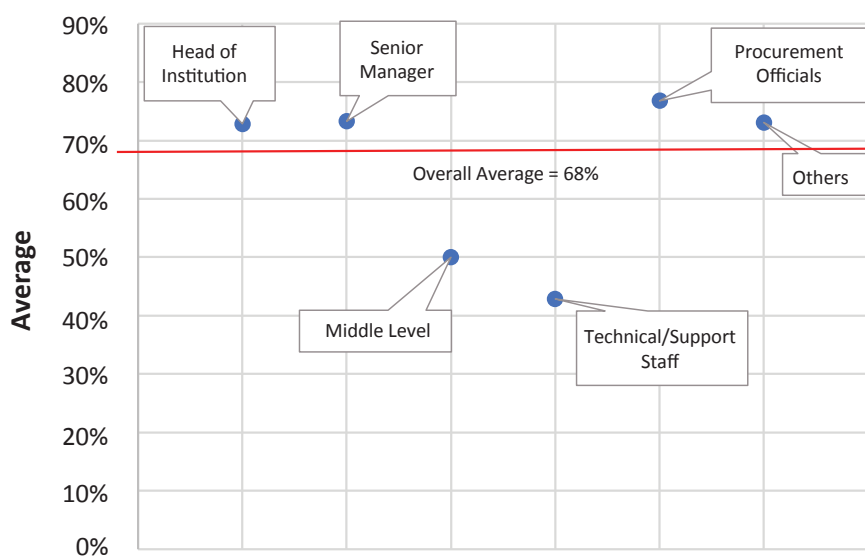 90%
80%
70%
60%
50%
40%
30%
20%
10%
0%
Average
Head of
Institution
Senior
Manager
Procurement
Officials
Overall Average = 68%
Others
Middle Level
Technical/Support
Staff